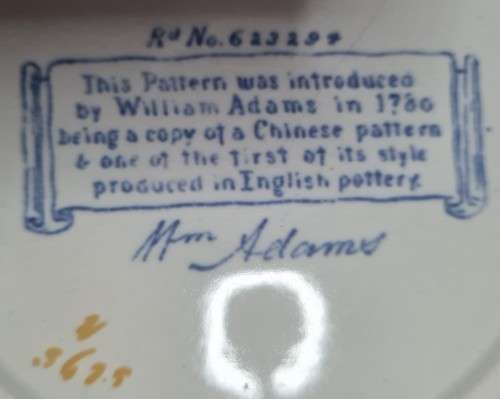 Rd No. 623294
This Pattern was introduced
by William Adams in 1780
being a copy of a Chinese pattern
& one of the first of its style
produced in English pottery.
Wm Adams